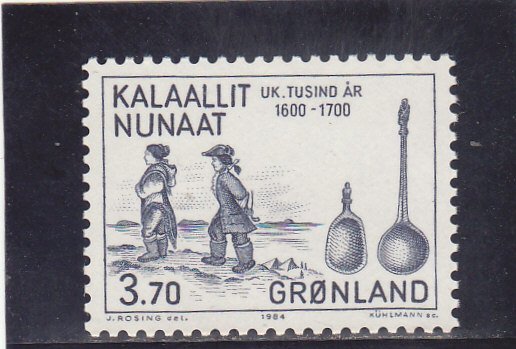 KALAALLIT
NUNAAT
UK. TUSIND ÅR
1600-1700
3.70
GRØNLAND
J. ROSING del.
1984
KÜHLMANN sc.